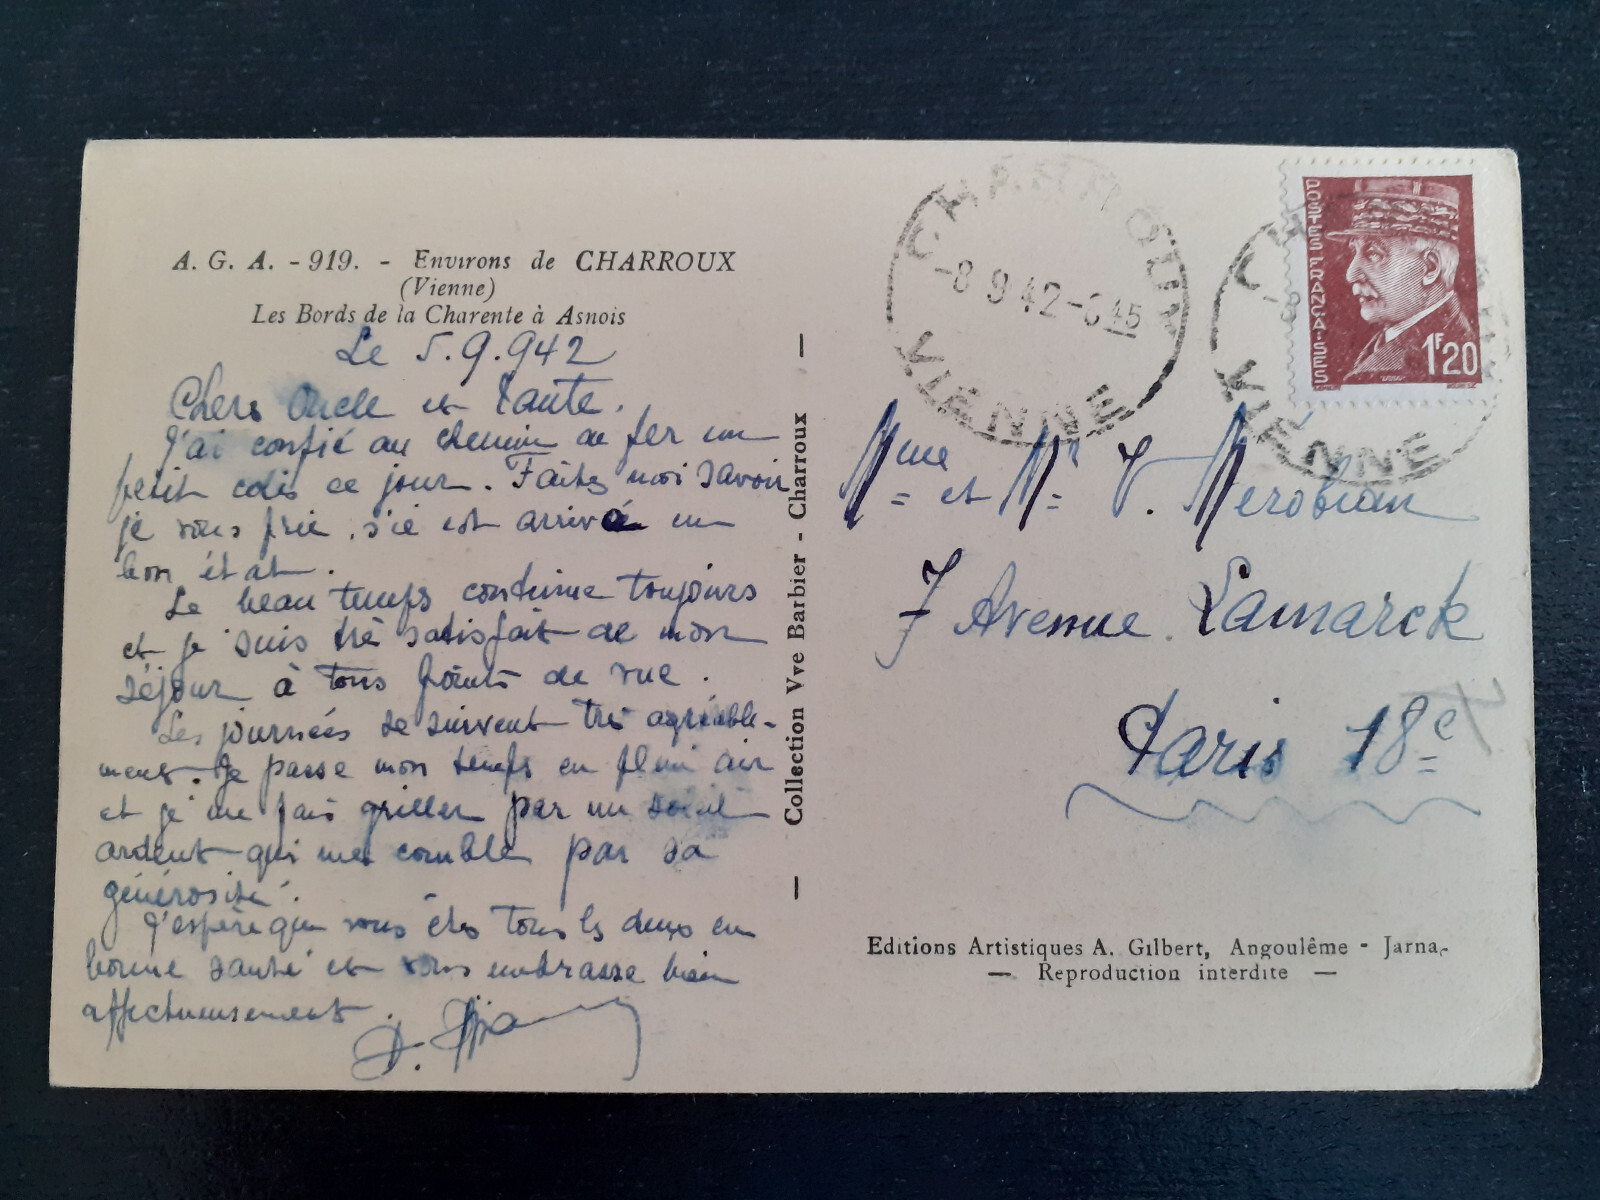 A. G. A. - 919. - Environs de CHARROUX
(Vienne)
Les Bords de la Charente à Asnois
Le 5.9.942
Chers Oncle et Tante.
J'ai confié au chemin de fer un
petit colis ce jour. Faites moi savoir
je vous prie, s'il est arrivé en
bon état.
Le beau temps continue toujours
et je suis très satisfait de mon
séjour à tous points de vue.
Les journées se suivent très agréable-
ment. Je passe mon temps en plein air
et je me fais griller par un soleil
ardent qui me comble par sa
générosité.
J'espère que vous êtes tous les deux en
bonne santé et vous embrasse bien
affectueusement.
Collection Vve Barbier - Charroux
CHARROUX
-8 9 42-
VIENNE
VIENNE
POSTES FRANÇAISES
1F20
Mme et Mr V. Merobian
7 Avenue Lamarck
Paris 18e
Editions Artistiques A. Gilbert, Angoulême - Jarnac
— Reproduction interdite —